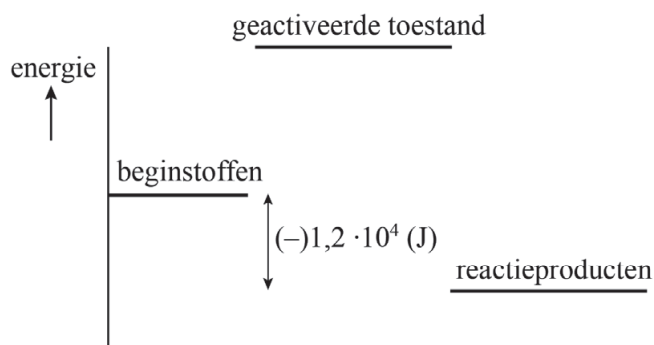 geactiveerde toestand
energie
beginstoffen
(–)1,2 ·10⁴ (J)
reactieproducten